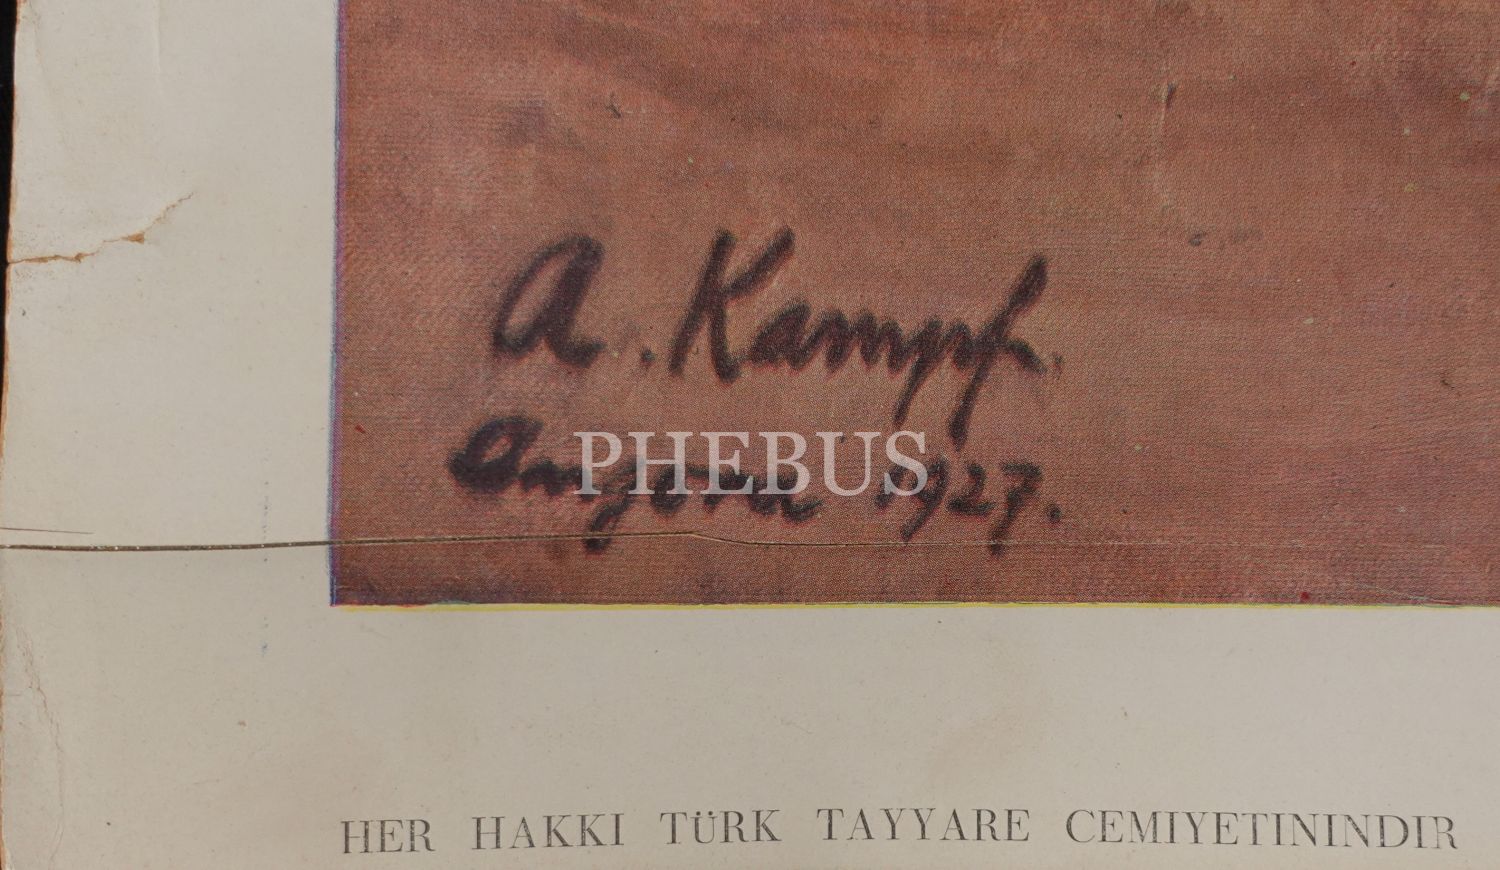 A. Kampf.
Angora 1927.
PHEBUS
HER HAKKI TÜRK TAYYARE CEMIYETININDIR